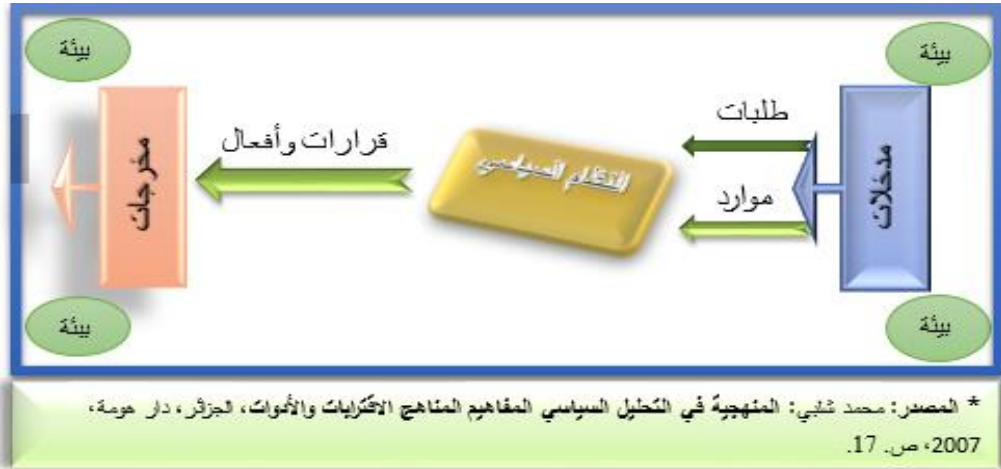 بيئة
بيئة
مدخلات
طلبات
موارد
النظام السياسي
قرارات وأفعال
مخرجات
بيئة
بيئة
* المصدر: محمد شلبي: المنهجية في التحليل السياسي المفاهيم المناهج الاقترابات والأدوات، الجزائر، دار هومة،
2007، ص. 17.